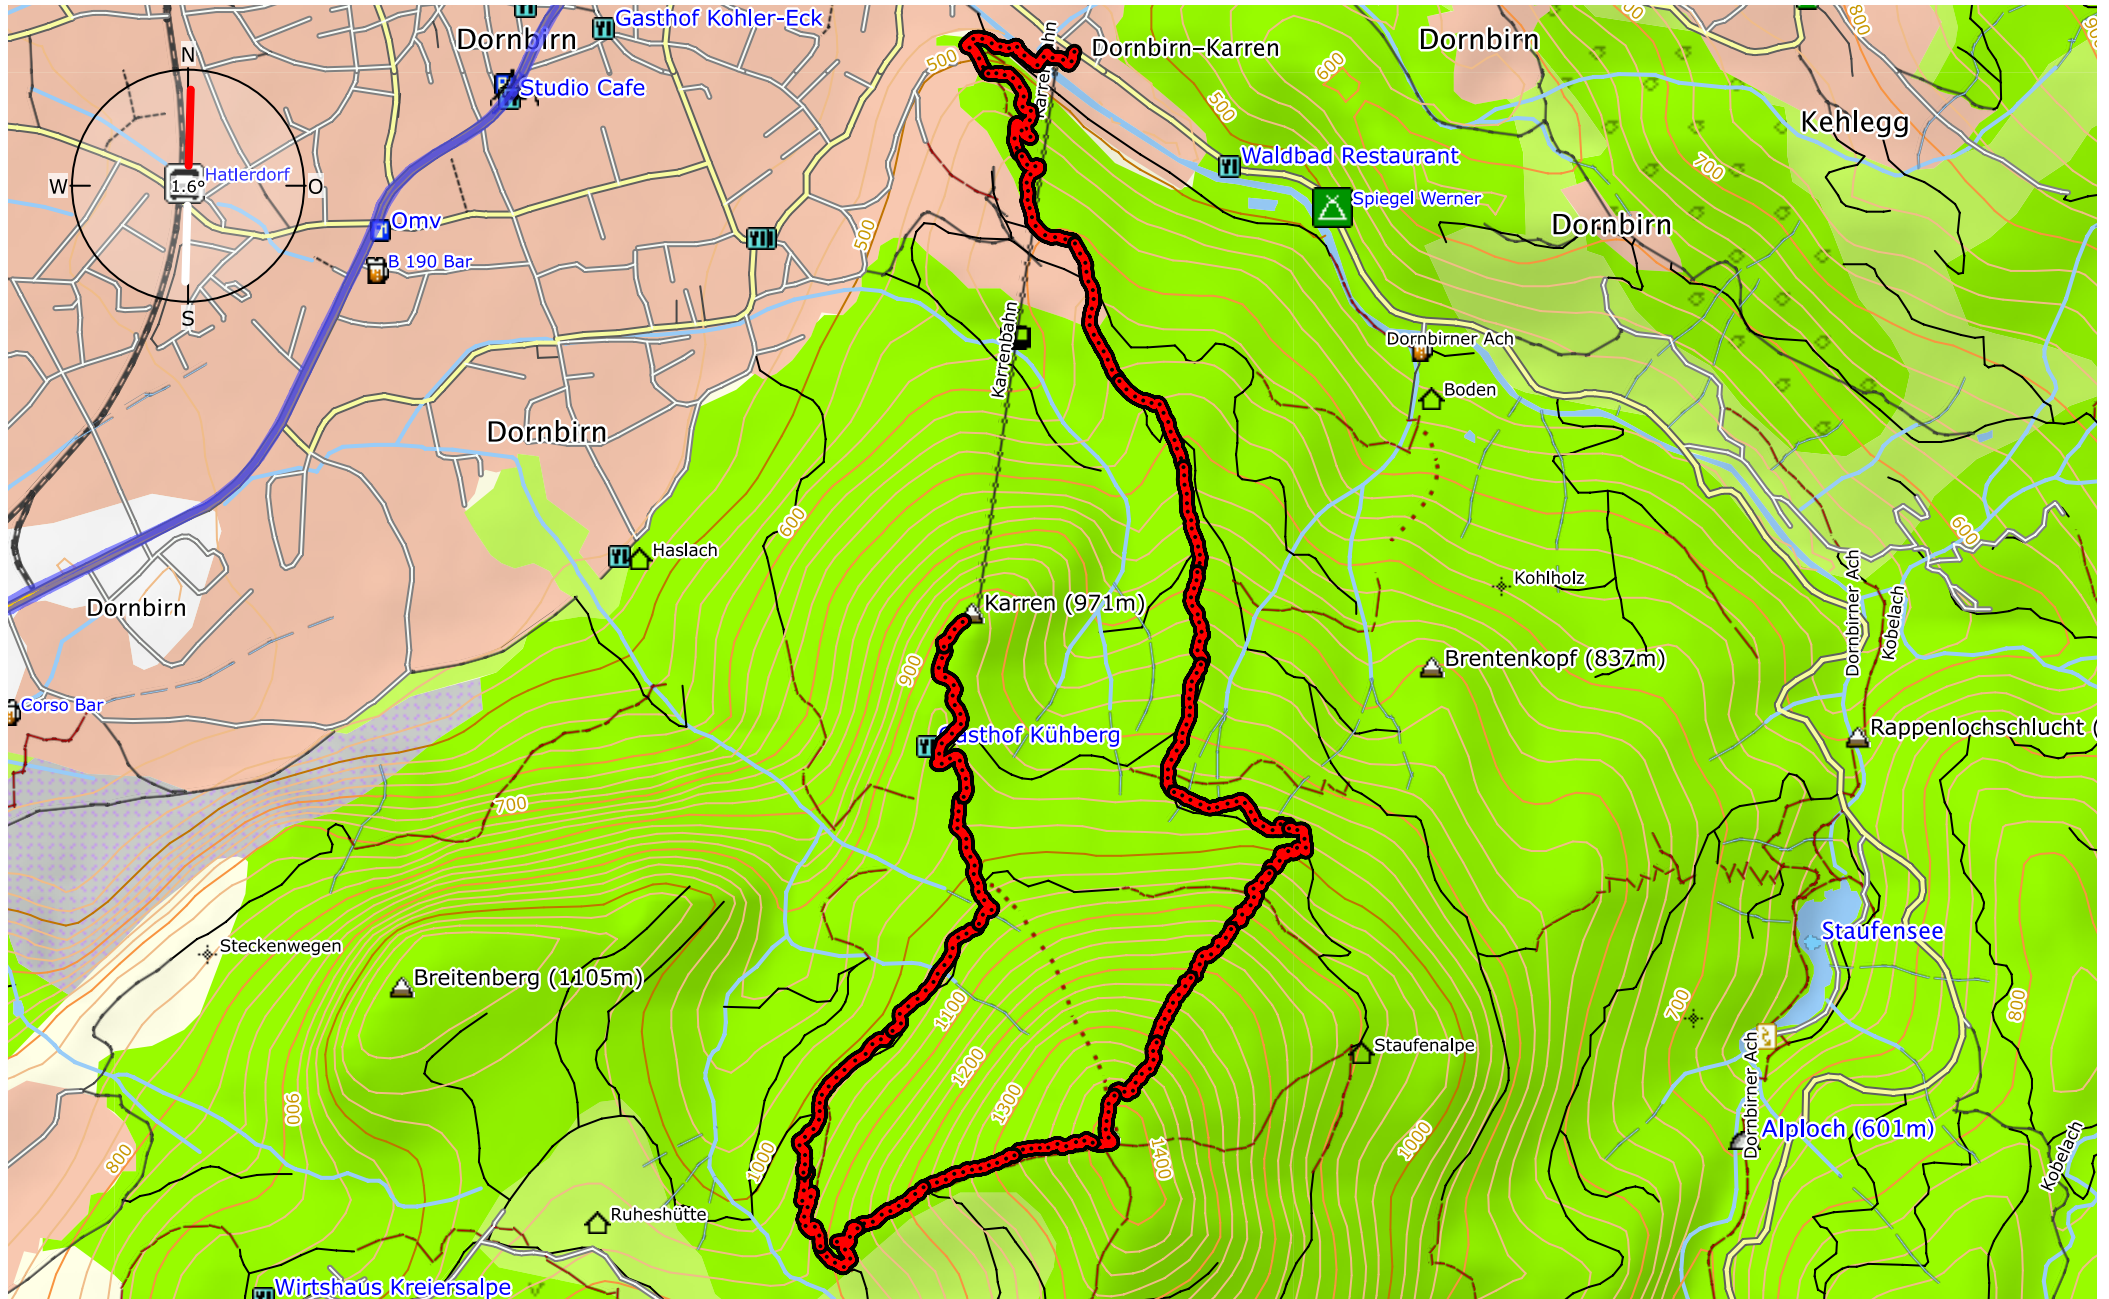 Gasthof Kohler-Eck
Dornbirn
Dornbirn
Dornbirn–Karren
800
600
500
N
Studio Cafe
500
Karrenbahn
Kehlegg
Waldbad Restaurant
700
Hatlerdorf
W
1.6°
O
Spiegel Werner
Omv
500
Dornbirn
B 190 Bar
S
Karrenbahn
Dornbirner Ach
Boden
Dornbirn
600
600
Haslach
Kohlholz
Dornbirn
Karren (971m)
Dornbirner Ach
Kobelach
900
Brentenkopf (837m)
Corso Bar
Gasthof Kühberg
Rappenlochschlucht (
700
Staufensee
Steckenwegen
Breitenberg (1105m)
1100
700
800
Staufenalpe
1200
1300
900
Dornbirner Ach
Alploch (601m)
800
1000
1400
1000
Kobelach
Ruheshütte
Wirtshaus Kreiersalpe